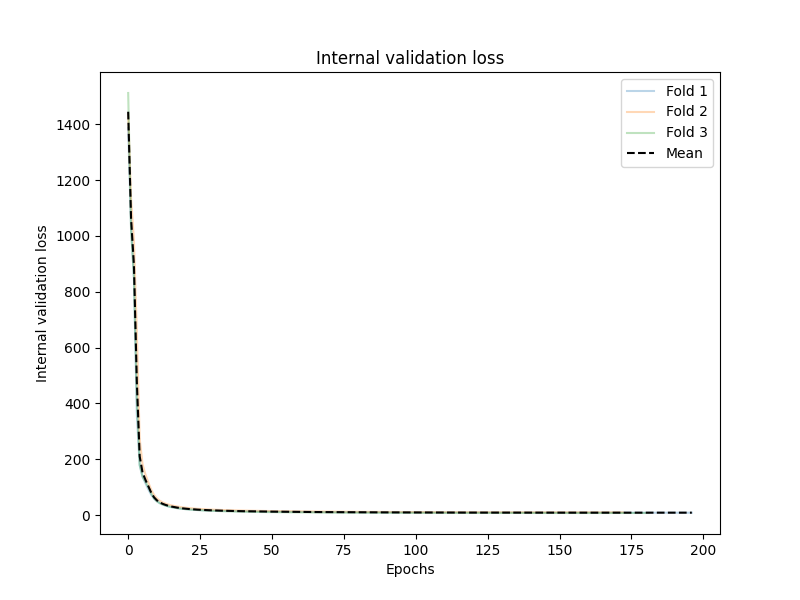 Internal validation loss
Fold 1
Fold 2
Fold 3
Mean
1400
1200
1000
800
600
400
200
0
Internal validation loss
0 25 50 75 100 125 150 175 200
Epochs